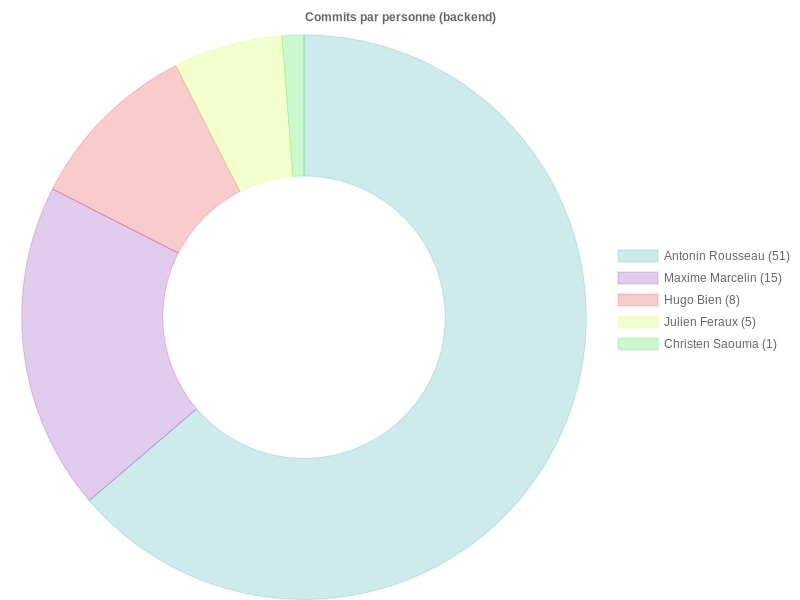 Commits par personne (backend)
Antonin Rousseau (51)
Maxime Marcelin (15)
Hugo Bien (8)
Julien Feraux (5)
Christen Saouma (1)